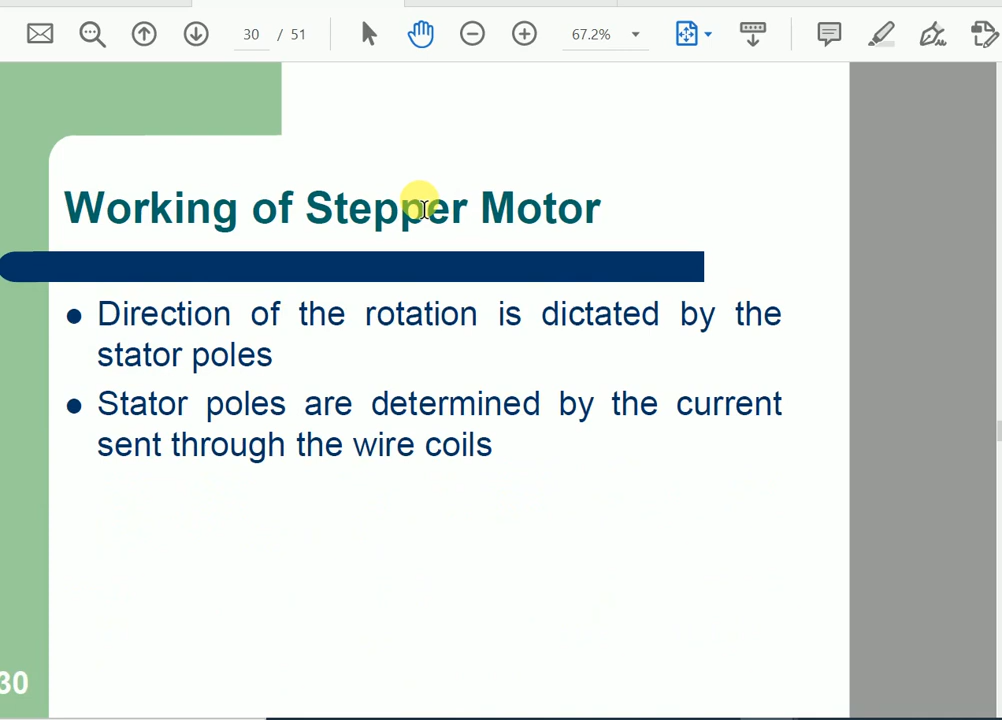 30 / 51 67.2%
Working of Stepper Motor
● Direction of the rotation is dictated by the
stator poles
● Stator poles are determined by the current
sent through the wire coils
30